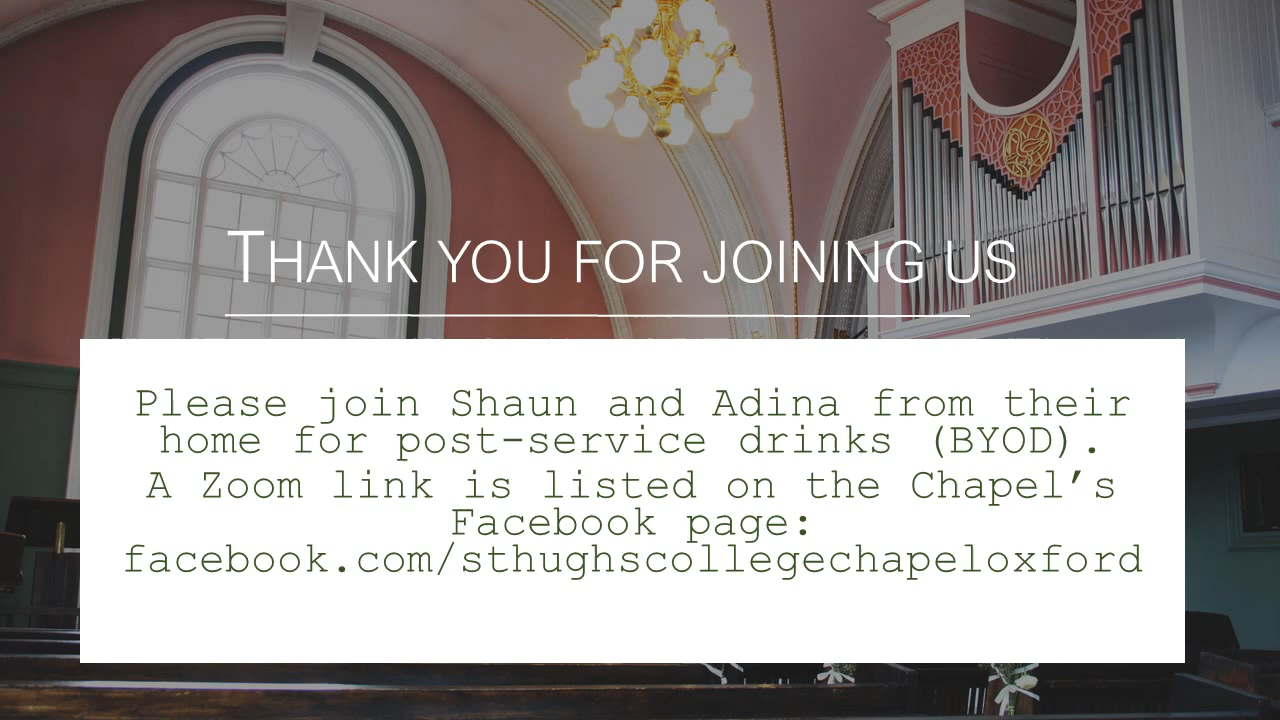 THANK YOU FOR JOINING US
Please join Shaun and Adina from their
home for post-service drinks (BYOD).
A Zoom link is listed on the Chapel’s
Facebook page:
facebook.com/sthughscollegechapeloxford